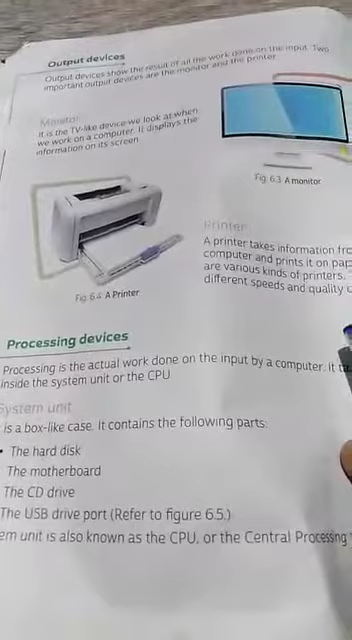 Output devices
Output devices show the result of all the work done on the input. Two
important output devices are the monitor and the printer.
Monitor
It is the TV-like device we look at when
we work on a computer. It displays the
information on its screen.
Fig. 6.3 A monitor
Fig. 6.4 A Printer
Printer
A printer takes information fro
computer and prints it on pap
are various kinds of printers.
different speeds and quality o
Processing devices
Processing is the actual work done on the input by a computer. It
inside the system unit or the CPU.
System unit
is a box-like case. It contains the following parts:
• The hard disk
The motherboard
The CD drive
The USB drive port (Refer to figure 6.5.)
em unit is also known as the CPU, or the Central Processing